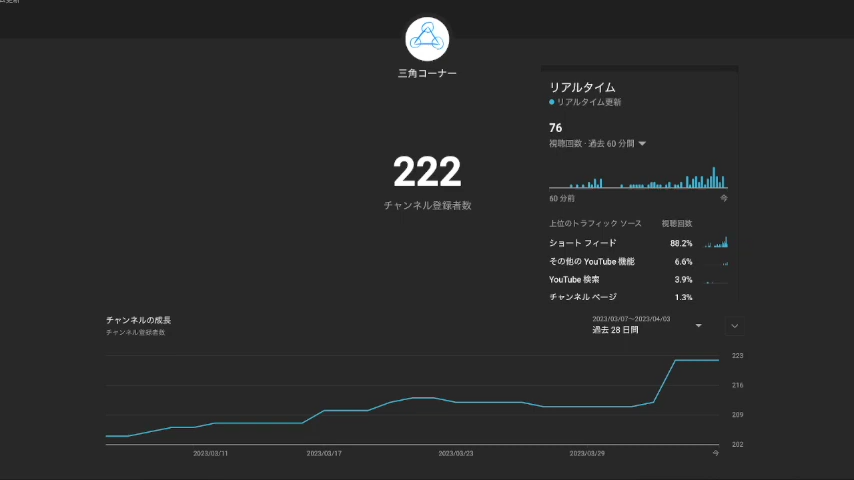 三角コーナー
222
チャンネル登録者数
リアルタイム
リアルタイム更新
76
視聴回数・過去 60 分間
60 分前
今
上位のトラフィック ソース 視聴回数
ショート フィード 88.2%
その他の YouTube 機能 6.6%
YouTube 検索 3.9%
チャンネル ページ 1.3%
チャンネルの成長
チャンネル登録者数
2023/03/07～2023/04/03
過去 28 日間
223
216
209
202
2023/03/11 2023/03/17 2023/03/23 2023/03/29 今